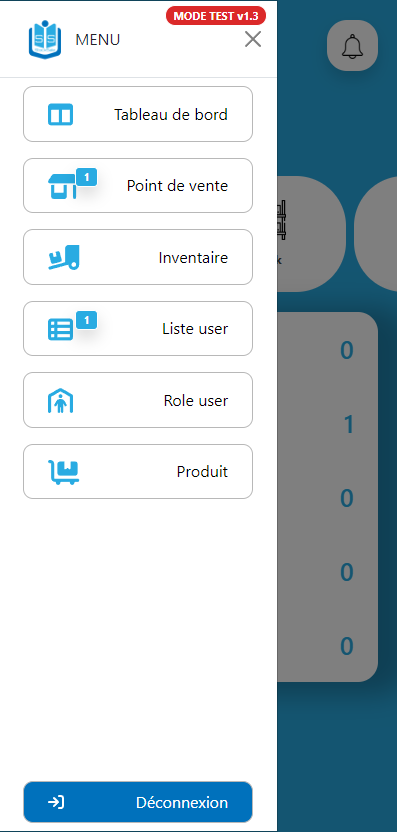 MODE TEST v1.3
MENU
Tableau de bord
1
Point de vente
Inventaire
1
Liste user
Role user
Produit
Déconnexion
0
1
0
0
0